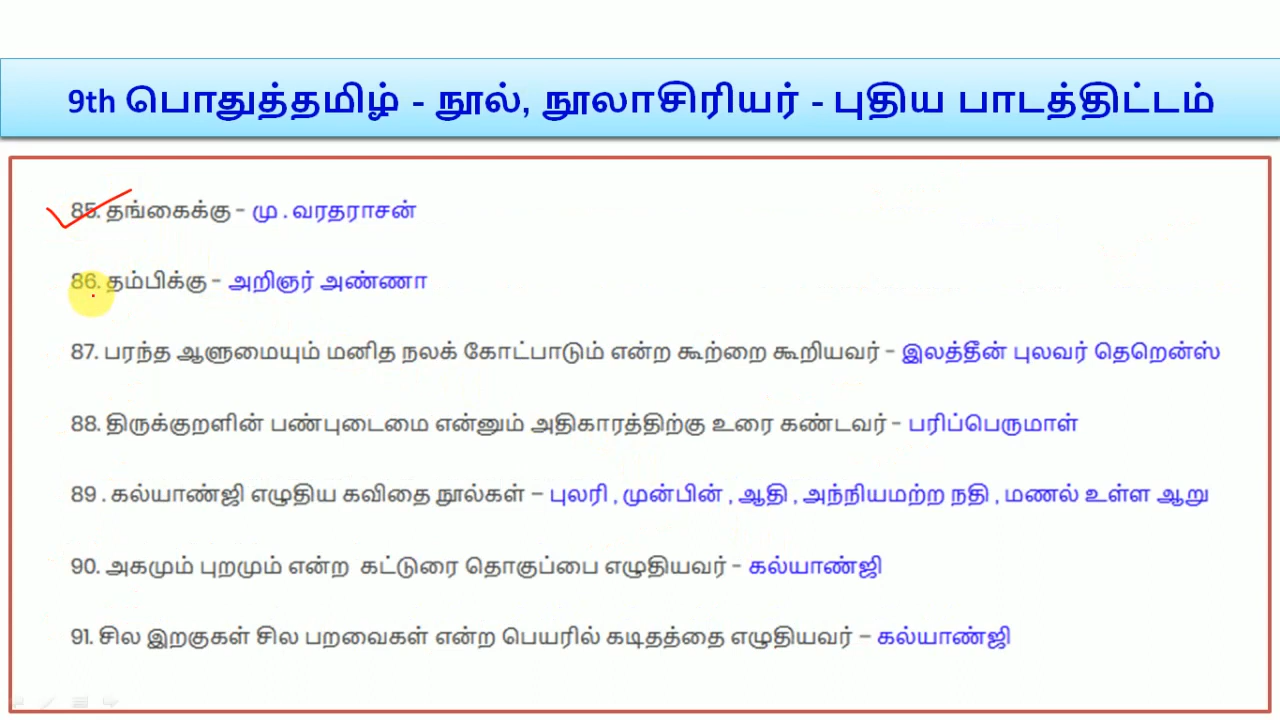 9th பொதுத்தமிழ் - நூல், நூலாசிரியர் - புதிய பாடத்திட்டம்
85. தங்கைக்கு - மு . வரதராசன்
86. தம்பிக்கு - அறிஞர் அண்ணா
87. பரந்த ஆளுமையும் மனித நலக் கோட்பாடும் என்ற கூற்றை கூறியவர் - இலத்தீன் புலவர் தெறென்ஸ்
88. திருக்குறளின் பண்புடைமை என்னும் அதிகாரத்திற்கு உரை கண்டவர் - பரிப்பெருமாள்
89 . கல்யாண்ஜி எழுதிய கவிதை நூல்கள் – புலரி , முன்பின் , ஆதி , அந்நியமற்ற நதி , மணல் உள்ள ஆறு
90. அகமும் புறமும் என்ற கட்டுரை தொகுப்பை எழுதியவர் - கல்யாண்ஜி
91. சில இறகுகள் சில பறவைகள் என்ற பெயரில் கடிதத்தை எழுதியவர் – கல்யாண்ஜி